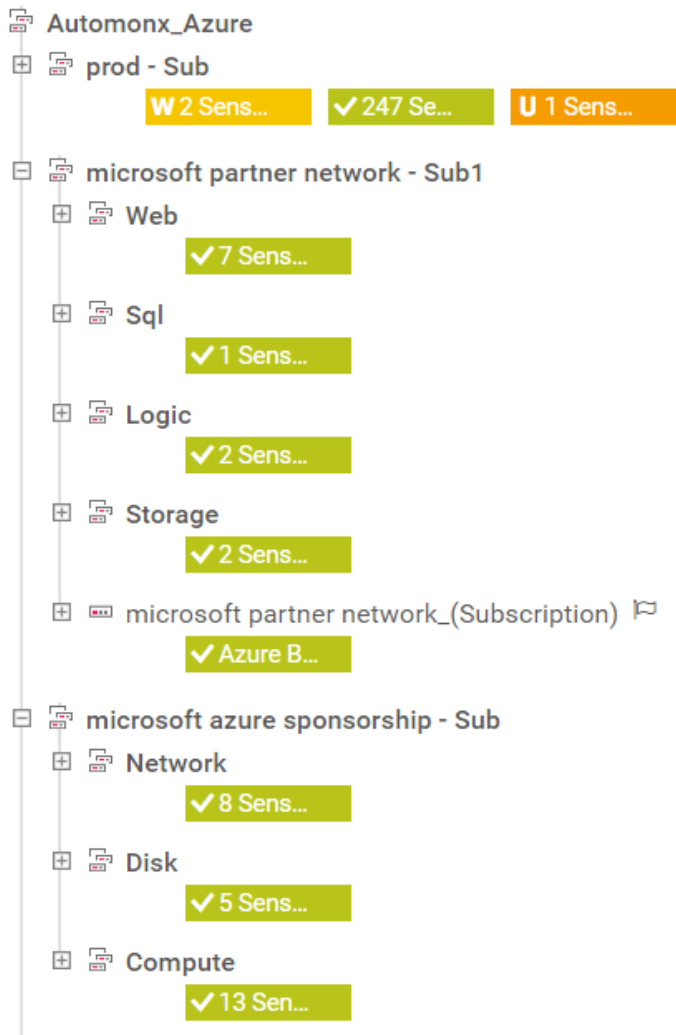 Automonx_Azure
prod - Sub
W 2 Sens... 247 Se... U 1 Sens...
microsoft partner network - Sub1
Web
7 Sens...
Sql
1 Sens...
Logic
2 Sens...
Storage
2 Sens...
microsoft partner network_(Subscription)
Azure B...
microsoft azure sponsorship - Sub
Network
8 Sens...
Disk
5 Sens...
Compute
13 Sen...